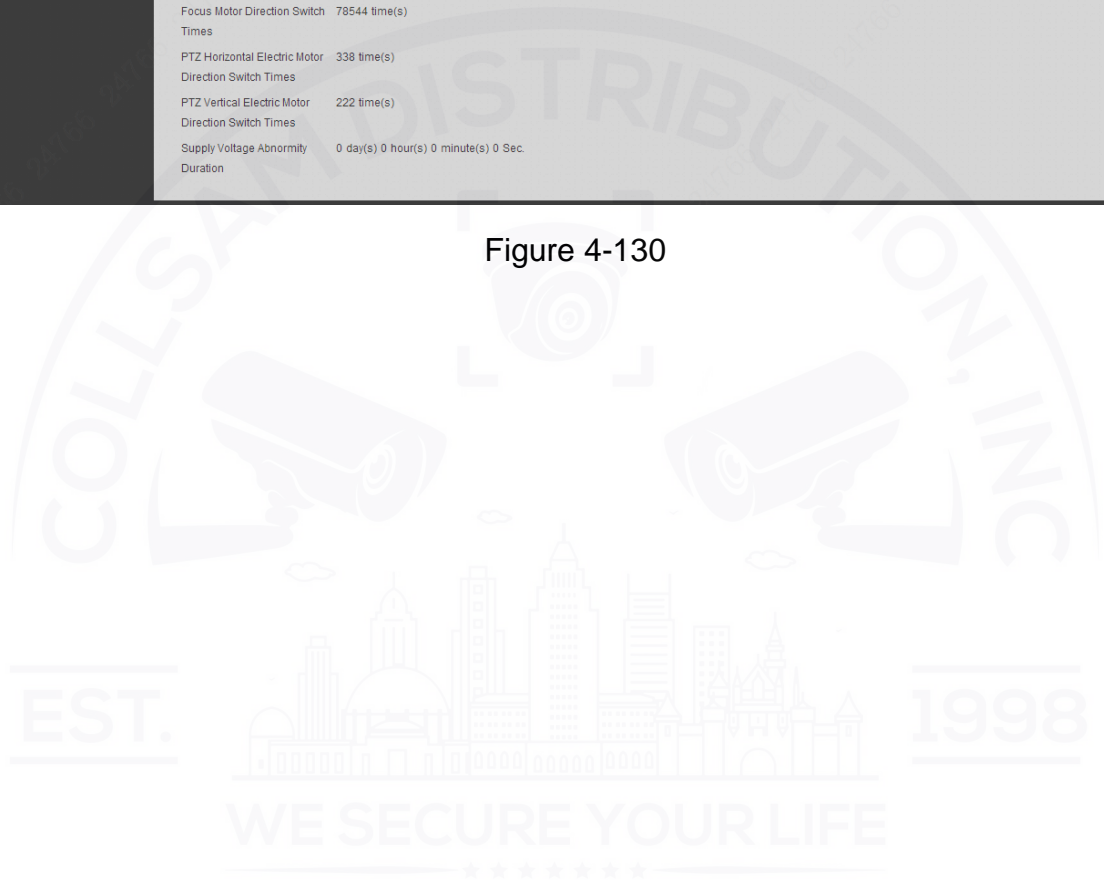 Focus Motor Direction Switch 78544 time(s)
Times
PTZ Horizontal Electric Motor 338 time(s)
Direction Switch Times
PTZ Vertical Electric Motor 222 time(s)
Direction Switch Times
Supply Voltage Abnormity 0 day(s) 0 hour(s) 0 minute(s) 0 Sec.
Duration
Figure 4-130
COLLSAM DISTRIBUTION, INC
EST. 1998
WE SECURE YOUR LIFE